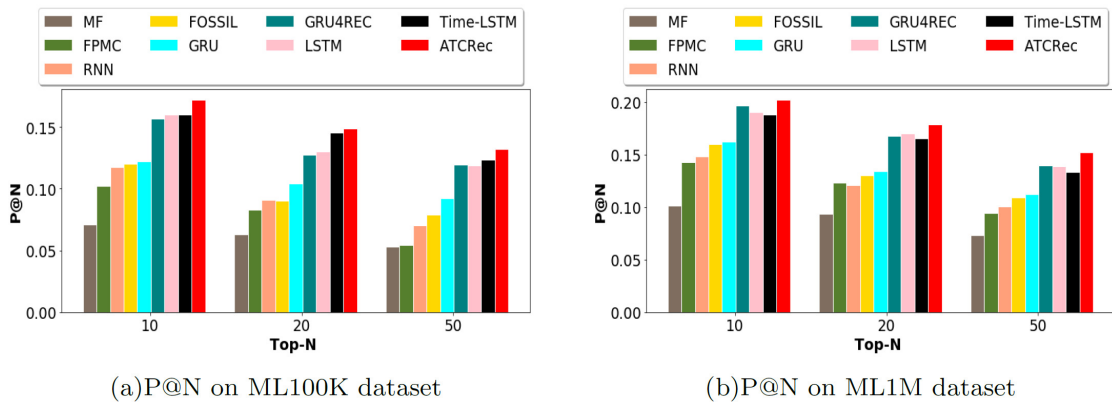 MF FOSSIL GRU4REC Time-LSTM
FPMC GRU LSTM ATCRec
RNN
P@N
0.15
0.10
0.05
0.00
10 20 50
Top-N
(a)P@N on ML100K dataset
MF FOSSIL GRU4REC Time-LSTM
FPMC GRU LSTM ATCRec
RNN
P@N
0.20
0.15
0.10
0.05
0.00
10 20 50
Top-N
(b)P@N on ML1M dataset